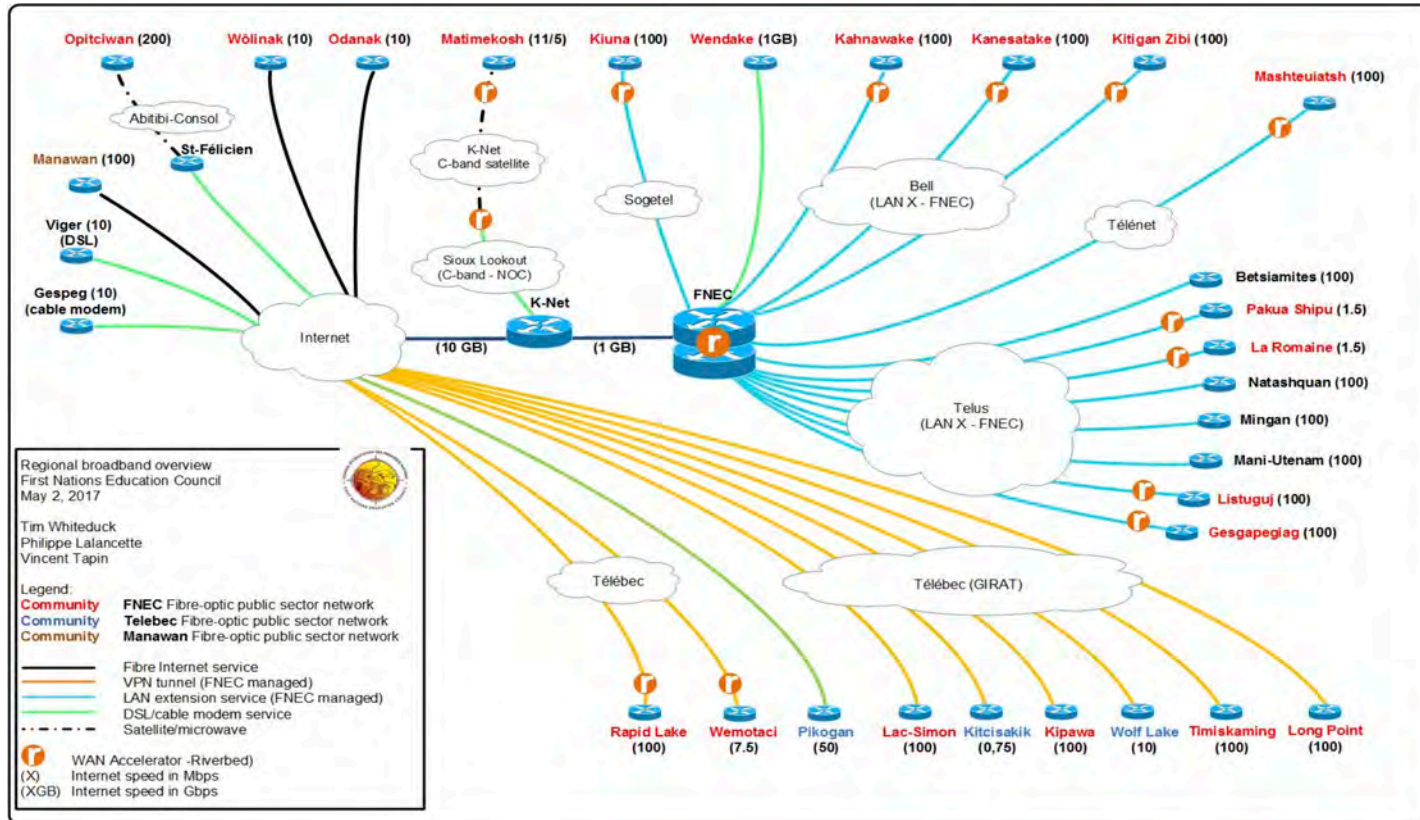 Opitciwan (200)
Wôlinak (10)
Odanak (10)
Matimekosh (11/5)
Kiuna (100)
Wendake (1GB)
Kahnawake (100)
Kanesatake (100)
Kitigan Zibi (100)
Mashteuiatsh (100)
Abitibi-Consol
St-Félicien
Manawan (100)
Viger (10)
(DSL)
Gespeg (10)
(cable modem)
K-Net
C-band satellite
Sioux Lookout
(C-band - NOC)
Sogetel
Bell
(LAN X - FNEC)
Télénet
Internet
(10 GB)
K-Net
(1 GB)
FNEC
r
Betsiamites (100)
Pakua Shipu (1.5)
La Romaine (1.5)
Natashquan (100)
Mingan (100)
Mani-Utenam (100)
Listuguj (100)
Gesgapegiag (100)
Telus
(LAN X - FNEC)
Télébec
Télébec (GIRAT)
Rapid Lake
(100)
Wemotaci
(7.5)
Pikogan
(50)
Lac-Simon
(100)
Kitcisakik
(0,75)
Kipawa
(100)
Wolf Lake
(10)
Timiskaming
(100)
Long Point
(100)
Regional broadband overview
First Nations Education Council
May 2, 2017
Tim Whiteduck
Philippe Lalancette
Vincent Tapin
Legend:
Community FNEC Fibre-optic public sector network
Community Telebec Fibre-optic public sector network
Community Manawan Fibre-optic public sector network
Fibre Internet service
VPN tunnel (FNEC managed)
LAN extension service (FNEC managed)
DSL/cable modem service
Satellite/microwave
r WAN Accelerator -Riverbed)
(X) Internet speed in Mbps
(XGB) Internet speed in Gbps